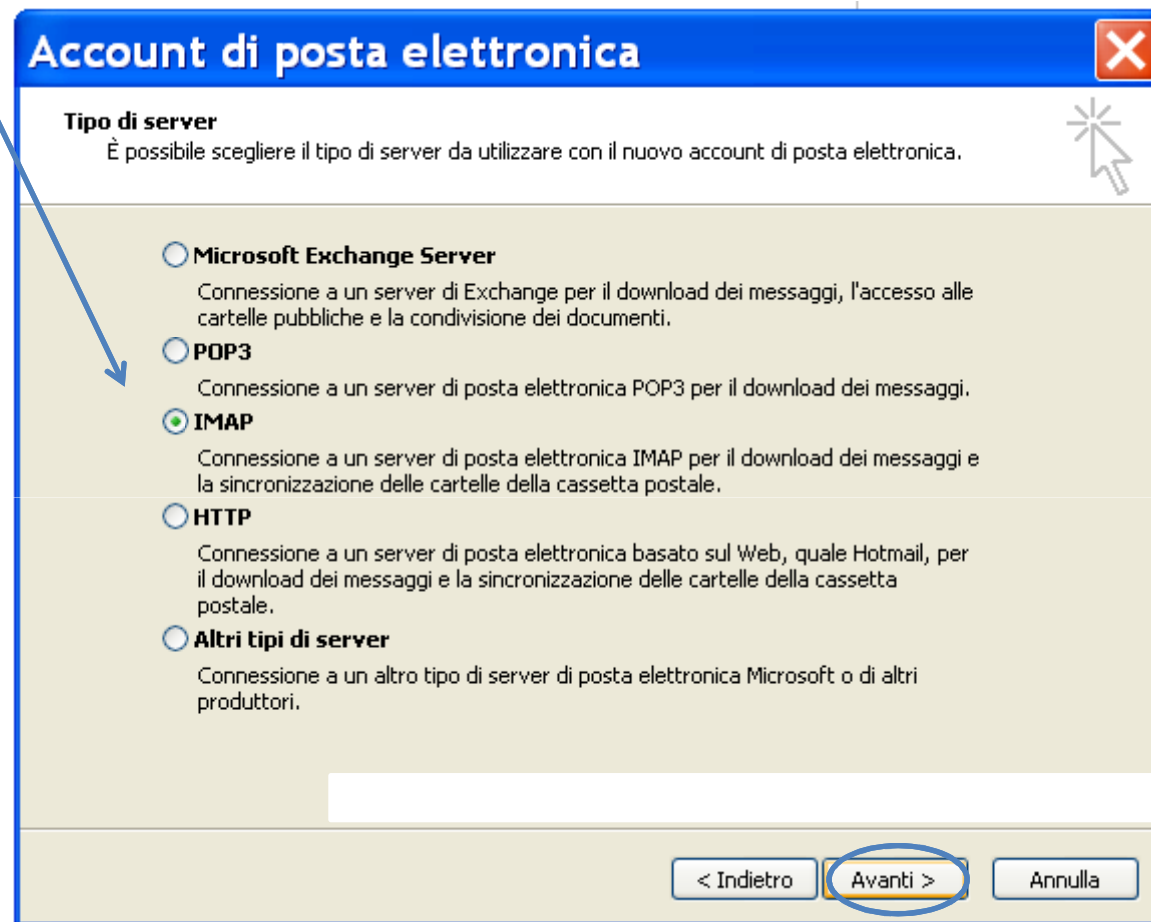 Account di posta elettronica
Tipo di server
È possibile scegliere il tipo di server da utilizzare con il nuovo account di posta elettronica.
Microsoft Exchange Server
Connessione a un server di Exchange per il download dei messaggi, l'accesso alle
cartelle pubbliche e la condivisione dei documenti.
POP3
Connessione a un server di posta elettronica POP3 per il download dei messaggi.
IMAP
Connessione a un server di posta elettronica IMAP per il download dei messaggi e
la sincronizzazione delle cartelle della cassetta postale.
HTTP
Connessione a un server di posta elettronica basato sul Web, quale Hotmail, per
il download dei messaggi e la sincronizzazione delle cartelle della cassetta
postale.
Altri tipi di server
Connessione a un altro tipo di server di posta elettronica Microsoft o di altri
produttori.
< Indietro Avanti > Annulla